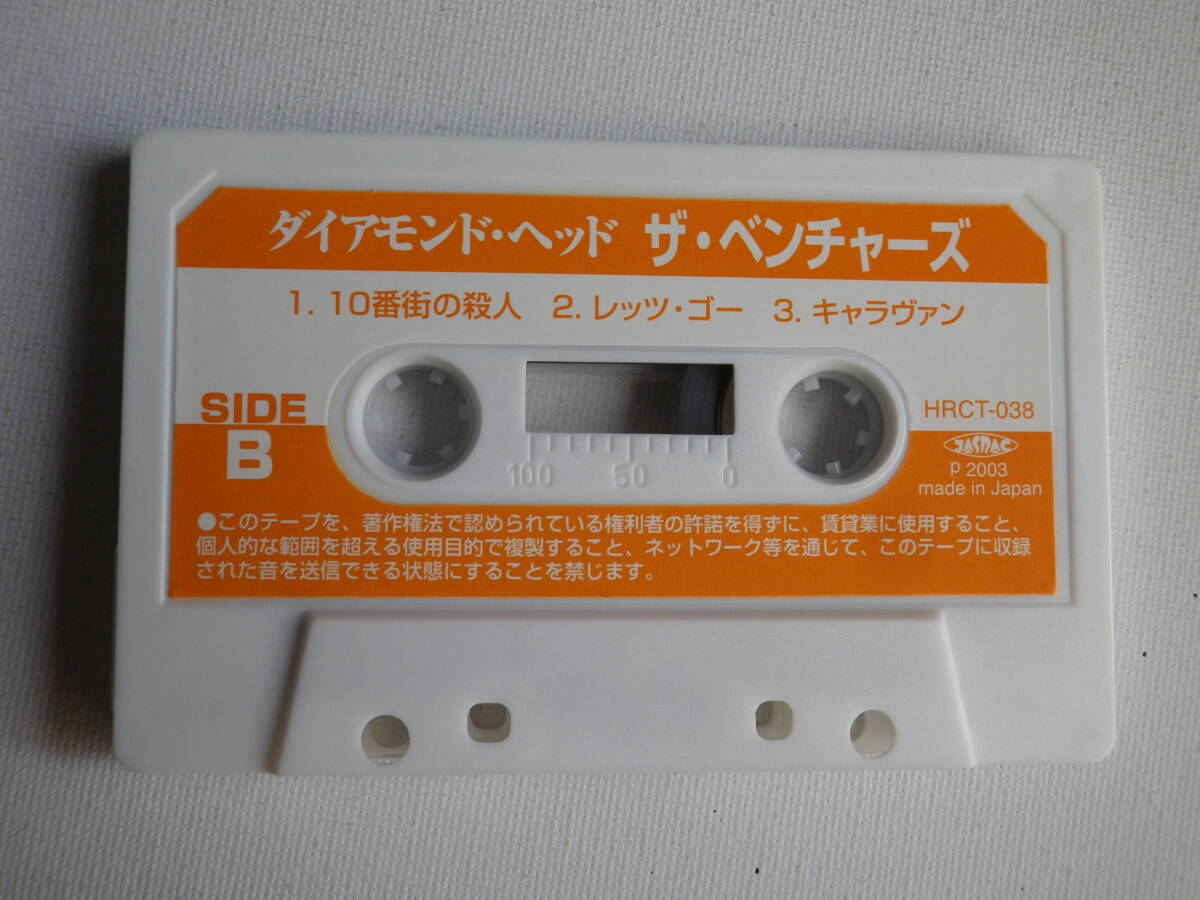 ダイアモンド・ヘッド ザ・ベンチャーズ
1. 10番街の殺人 2. レッツ・ゴー 3. キャラヴァン
SIDE
B
100 50 0
HRCT-038
JASRAC
p 2003
made in Japan
●このテープを、著作権法で認められている権利者の許諾を得ずに、賃貸業に使用すること、
個人的な範囲を超える使用目的で複製すること、ネットワーク等を通じて、このテープに収録
された音を送信できる状態にすることを禁じます。